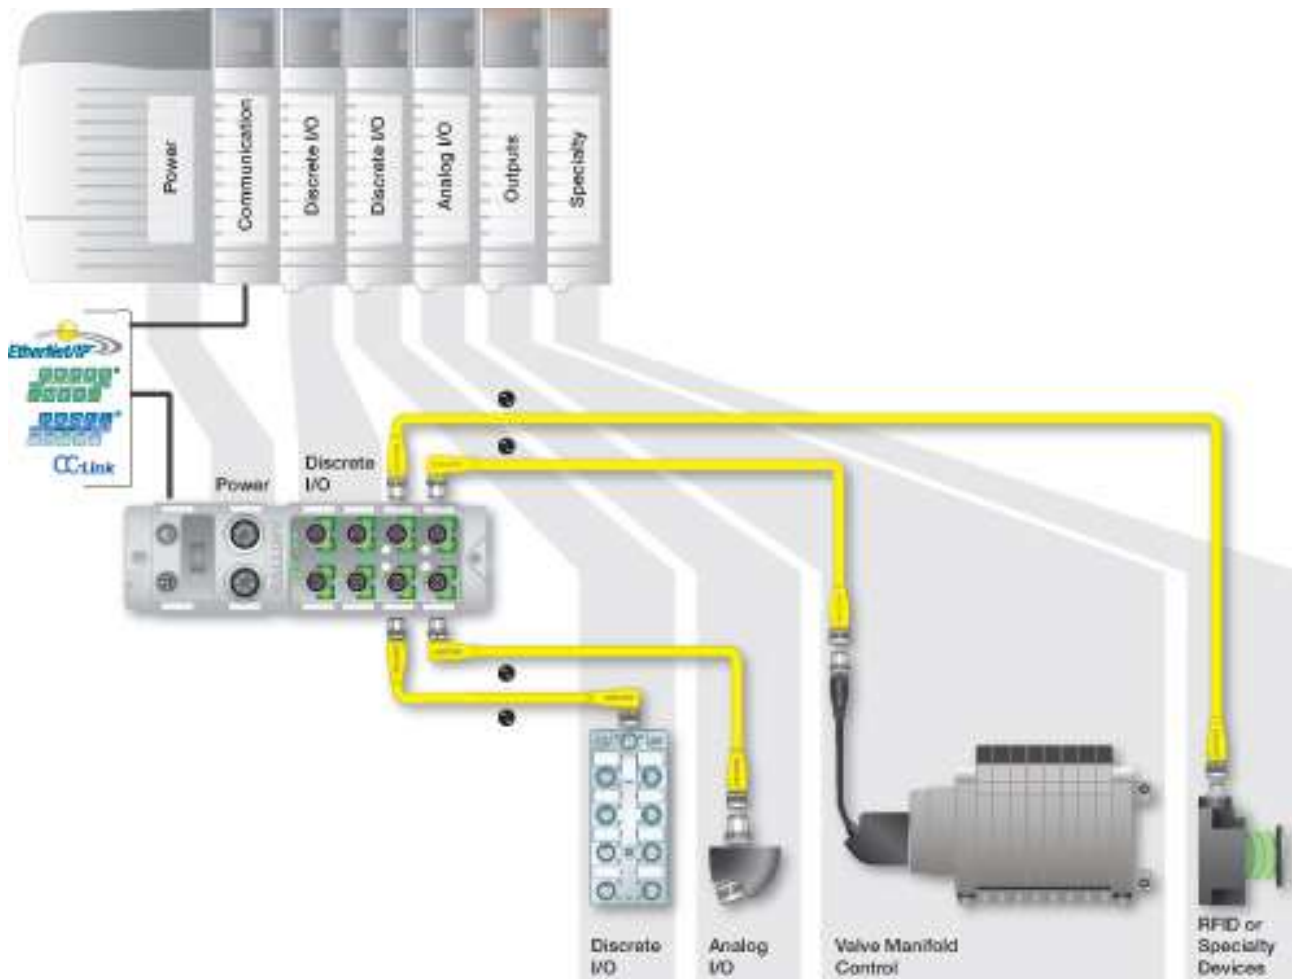 Power
Communication
Discrete I/O
Discrete I/O
Analog I/O
Outputs
Specialty
EtherNet/IP
CC-Link
Power
Discrete
I/O
Discrete
I/O
Analog
I/O
Valve Manifold
Control
RFID or
Specialty
Devices